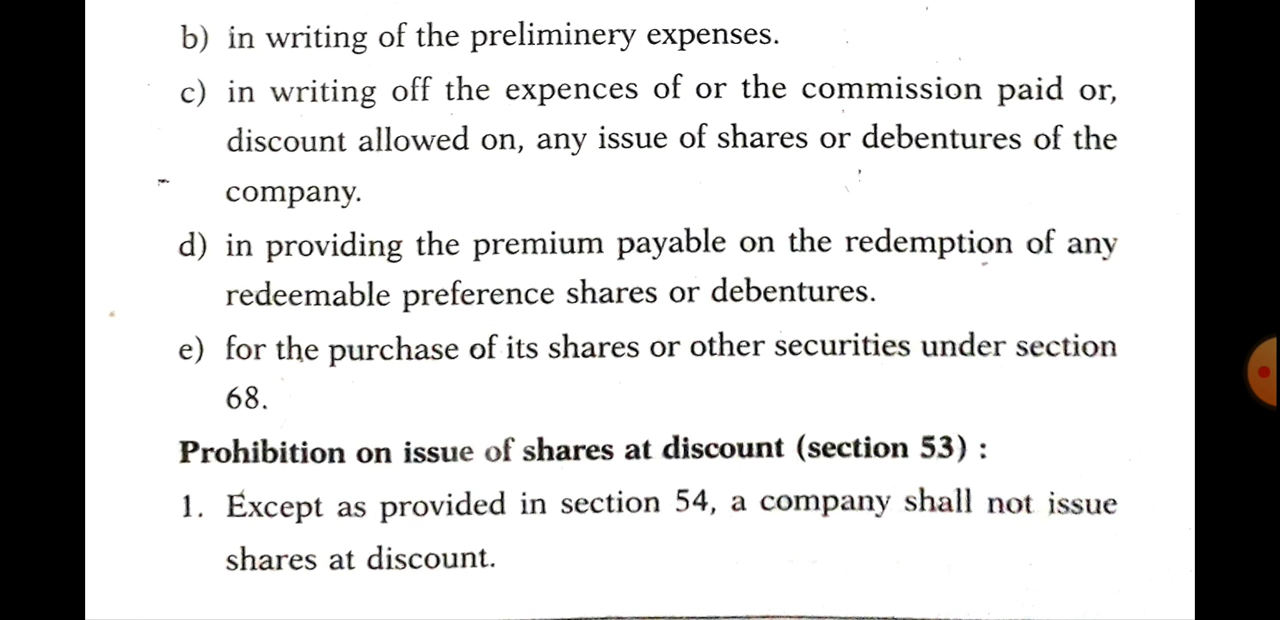 b) in writing of the preliminery expenses.
c) in writing off the expences of or the commission paid or,
discount allowed on, any issue of shares or debentures of the
company.
d) in providing the premium payable on the redemption of any
redeemable preference shares or debentures.
e) for the purchase of its shares or other securities under section
68.
Prohibition on issue of shares at discount (section 53) :
1. Except as provided in section 54, a company shall not issue
shares at discount.